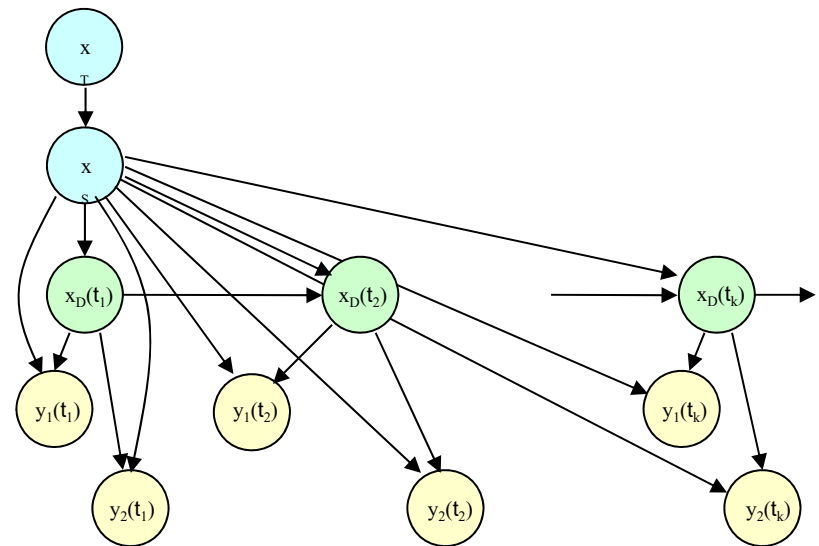 x
T
x
S
x_D(t_1)
x_D(t_2)
x_D(t_k)
y_1(t_1)
y_1(t_2)
y_1(t_k)
y_2(t_1)
y_2(t_2)
y_2(t_k)